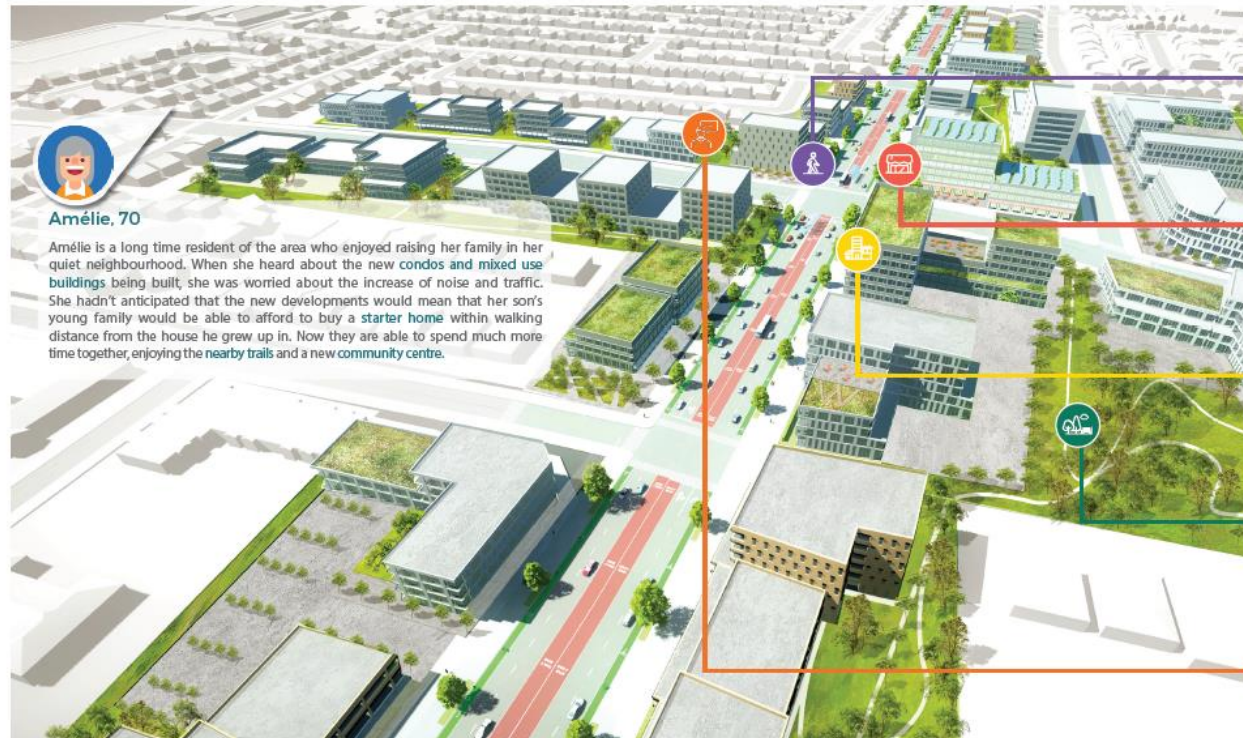 Amélie, 70
Amélie is a long time resident of the area who enjoyed raising her family in her
quiet neighbourhood. When she heard about the new condos and mixed use
buildings being built, she was worried about the increase of noise and traffic.
She hadn't anticipated that the new developments would mean that her son's
young family would be able to afford to buy a starter home within walking
distance from the house he grew up in. Now they are able to spend much more
time together, enjoying the nearby trails and a new community centre.